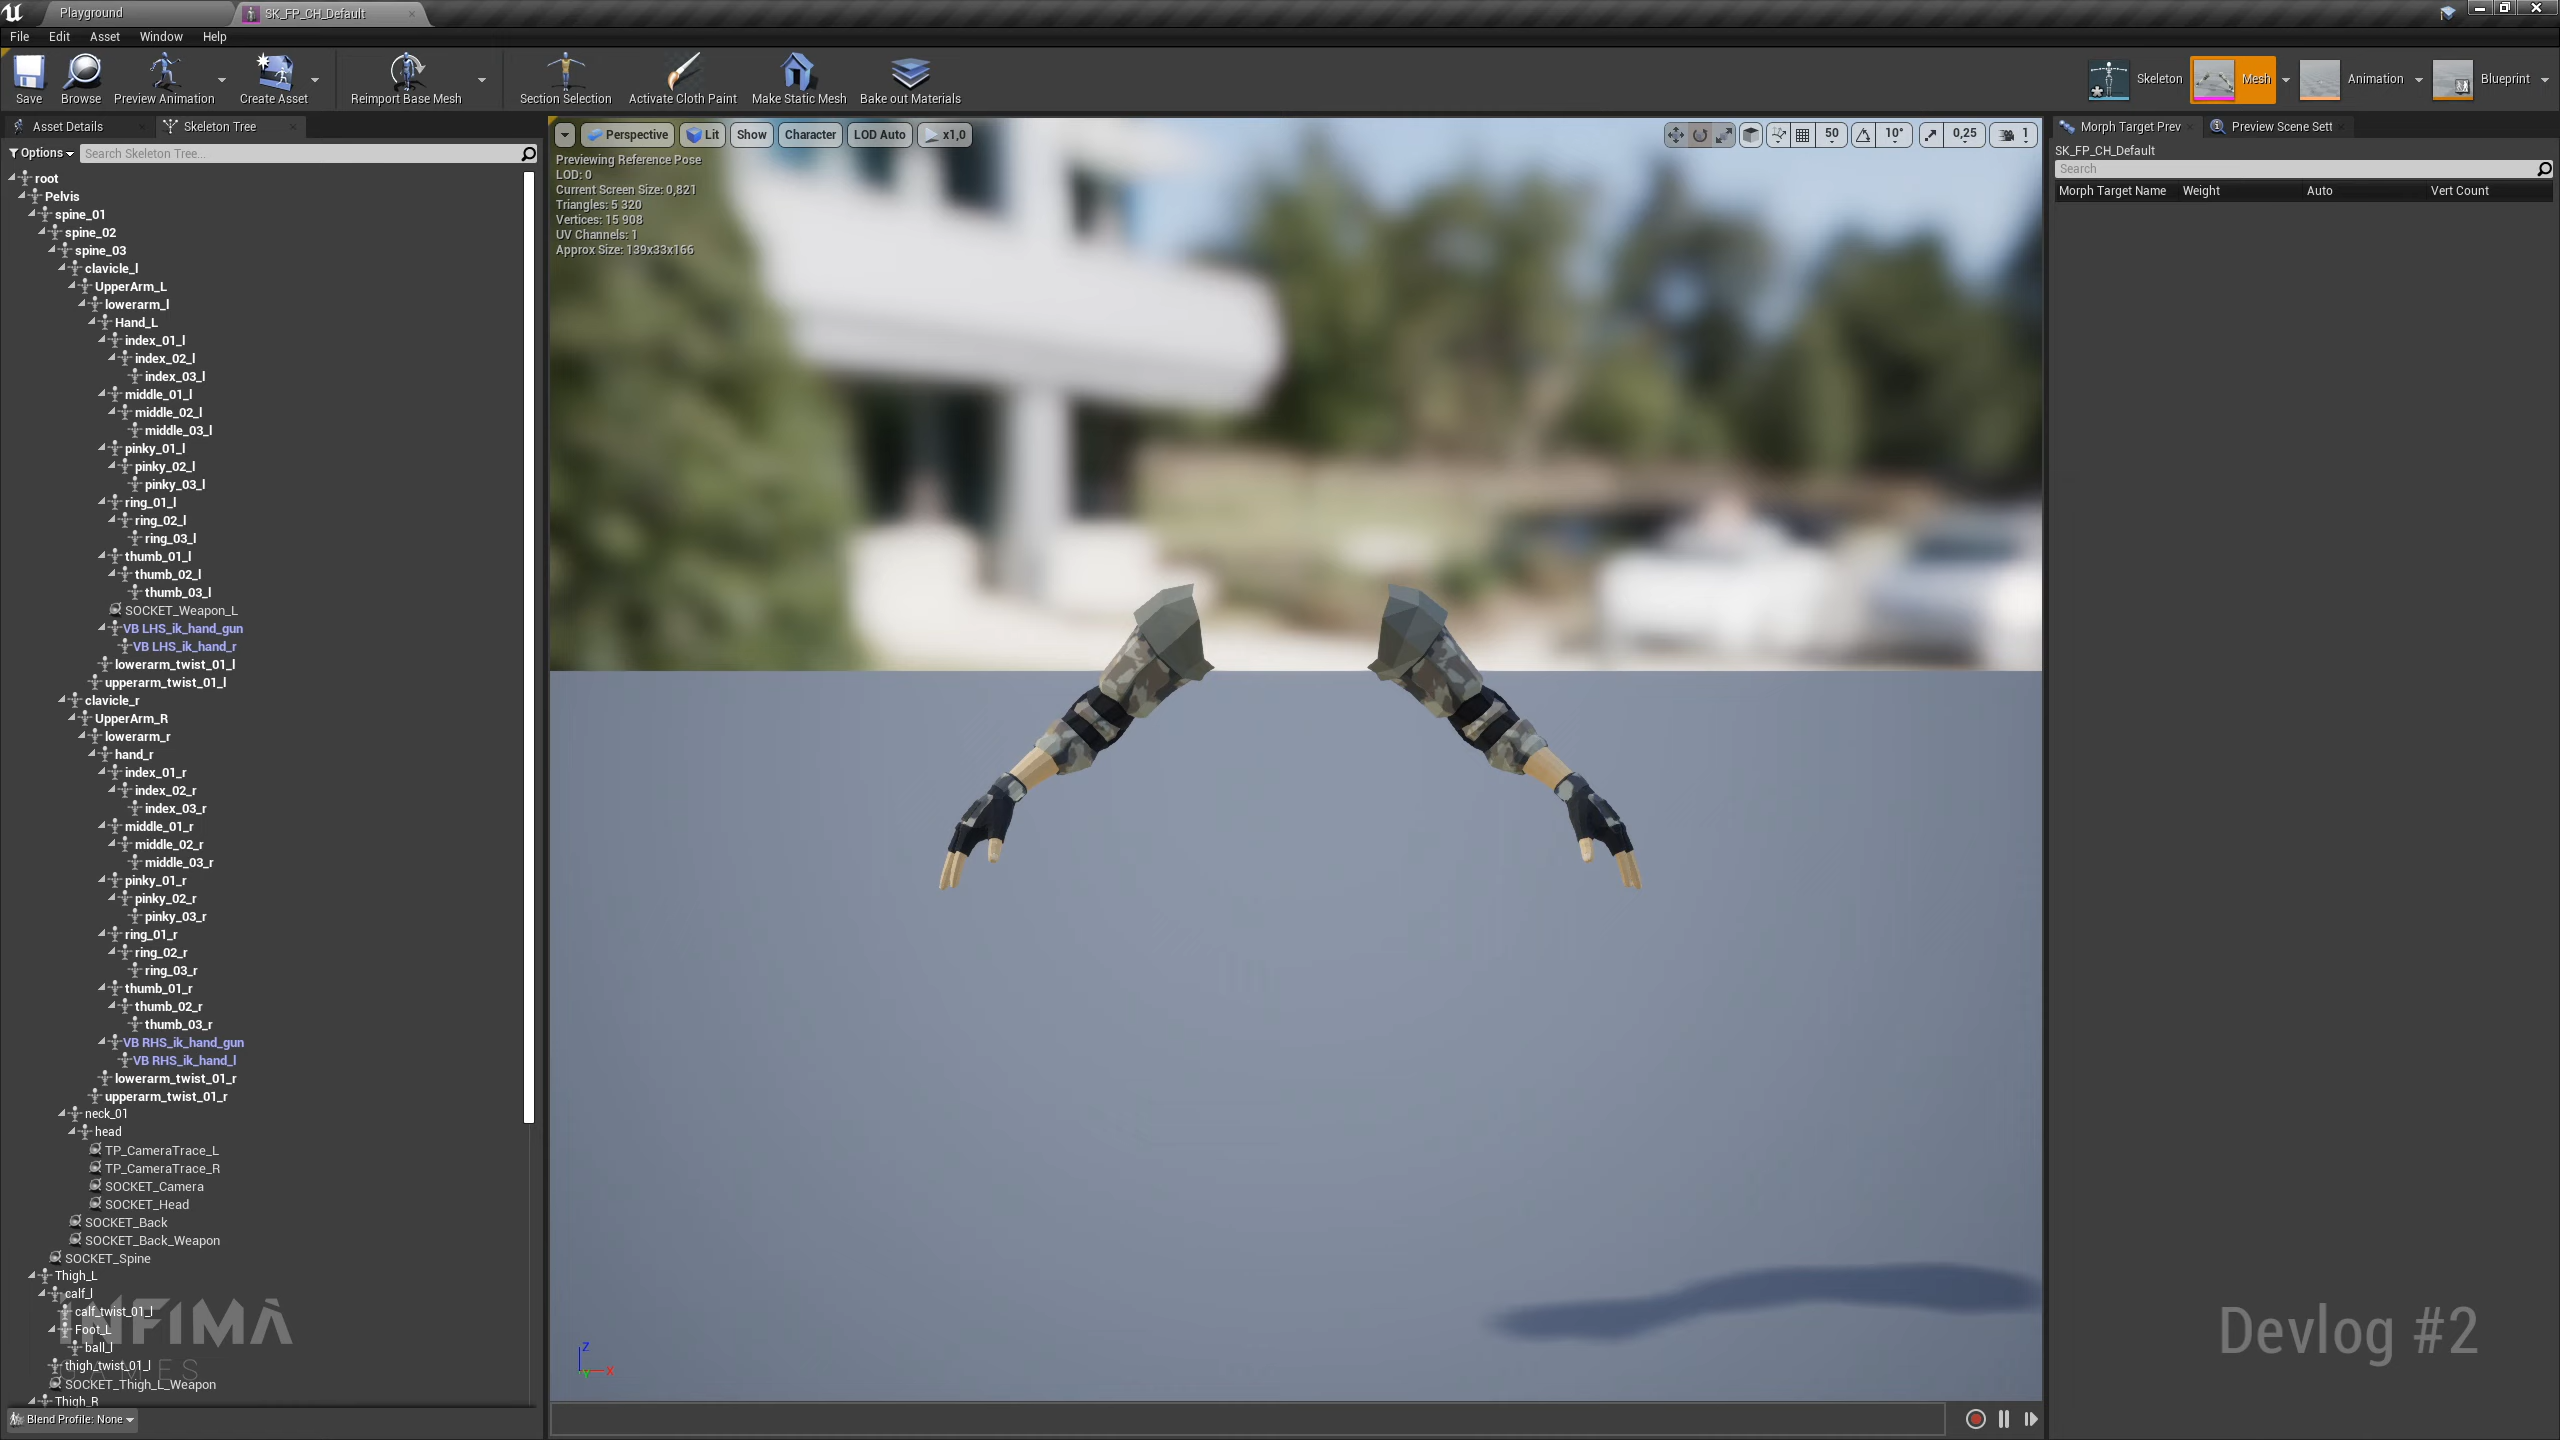 Playground
SK_FP_CH_Default
File Edit Asset Window Help
Save Browse Preview Animation Create Asset Reimport Base Mesh Section Selection Activate Cloth Paint Make Static Mesh Bake out Materials Skeleton Mesh Animation Blueprint
Asset Details Skeleton Tree
Options Search Skeleton Tree...
root
Pelvis
spine_01
spine_02
spine_03
clavicle_l
UpperArm_L
lowerarm_l
Hand_L
index_01_l
index_02_l
index_03_l
middle_01_l
middle_02_l
middle_03_l
pinky_01_l
pinky_02_l
pinky_03_l
ring_01_l
ring_02_l
ring_03_l
thumb_01_l
thumb_02_l
thumb_03_l
SOCKET_Weapon_L
VB LHS_ik_hand_gun
VB LHS_ik_hand_r
lowerarm_twist_01_l
upperarm_twist_01_l
clavicle_r
UpperArm_R
lowerarm_r
hand_r
index_01_r
index_02_r
index_03_r
middle_01_r
middle_02_r
middle_03_r
pinky_01_r
pinky_02_r
pinky_03_r
ring_01_r
ring_02_r
ring_03_r
thumb_01_r
thumb_02_r
thumb_03_r
VB RHS_ik_hand_gun
VB RHS_ik_hand_l
lowerarm_twist_01_r
upperarm_twist_01_r
neck_01
head
TP_CameraTrace_L
TP_CameraTrace_R
SOCKET_Camera
SOCKET_Head
SOCKET_Back
SOCKET_Back_Weapon
SOCKET_Spine
Thigh_L
calf_l
calf_twist_01_l
Foot_L
ball_l
thigh_twist_01_l
SOCKET_Thigh_L_Weapon
Thigh_R
INFIMA
GAMES
Blend Profile: None
Perspective Lit Show Character LOD Auto x1,0 50 10° 0,25 1
Previewing Reference Pose
LOD: 0
Current Screen Size: 0,821
Triangles: 5 320
Vertices: 15 908
UV Channels: 1
Approx Size: 139x33x166
Z
X
Y
Morph Target Prev Preview Scene Sett
SK_FP_CH_Default
Search
Morph Target Name Weight Auto Vert Count
Devlog #2